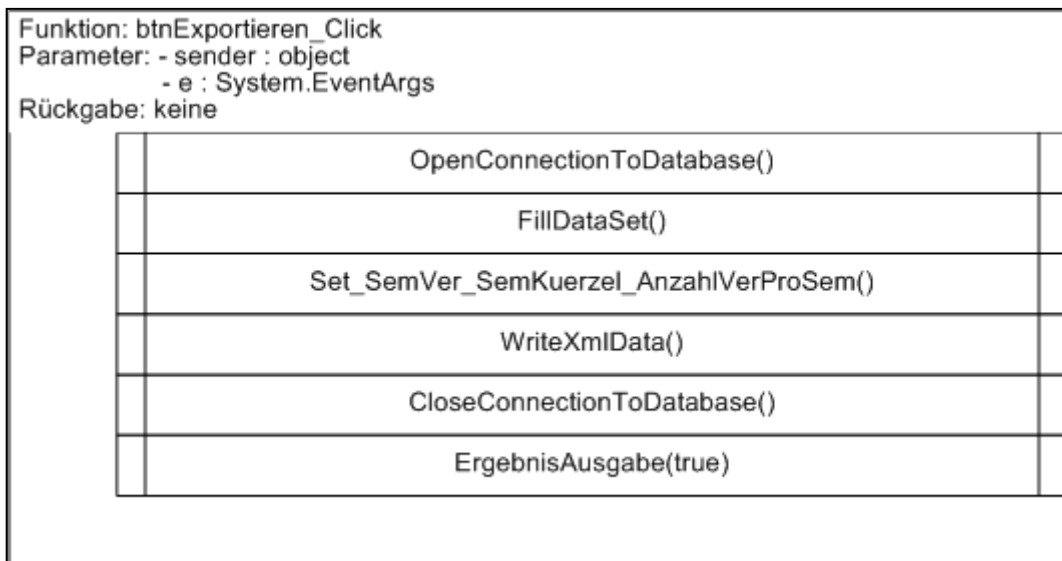 Funktion: btnExportieren_Click
Parameter: - sender : object
- e : System.EventArgs
Rückgabe: keine
OpenConnectionToDatabase()
FillDataSet()
Set_SemVer_SemKuerzel_AnzahlVerProSem()
WriteXmlData()
CloseConnectionToDatabase()
ErgebnisAusgabe(true)